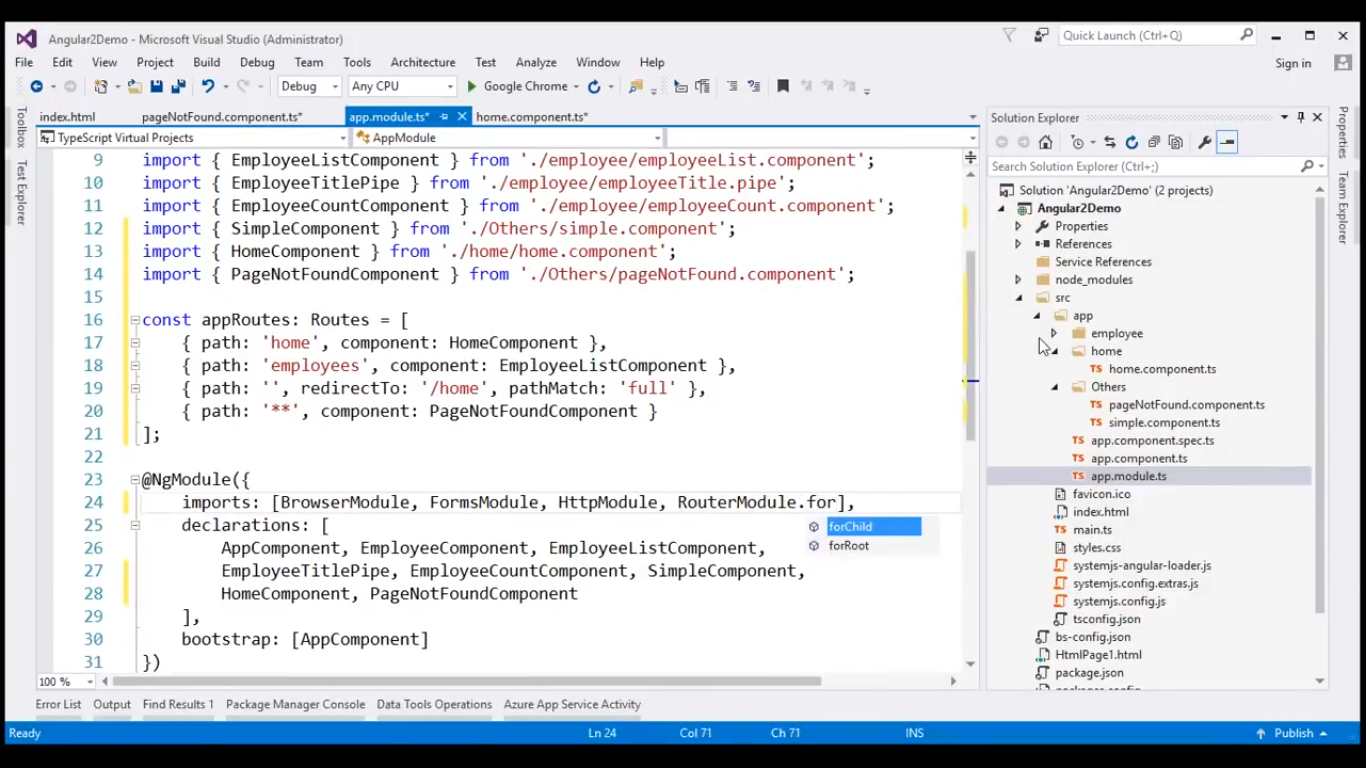 Angular2Demo - Microsoft Visual Studio (Administrator)
Quick Launch (Ctrl+Q)
File Edit View Project Build Debug Team Tools Architecture Test Analyze Window Help
Sign in
Debug Any CPU Google Chrome
index.html pageNotFound.component.ts* app.module.ts* home.component.ts*
TypeScript Virtual Projects AppModule
Toolbox
Test Explorer
9 import { EmployeeListComponent } from './employee/employeeList.component';
10 import { EmployeeTitlePipe } from './employee/employeeTitle.pipe';
11 import { EmployeeCountComponent } from './employee/employeeCount.component';
12 import { SimpleComponent } from './Others/simple.component';
13 import { HomeComponent } from './home/home.component';
14 import { PageNotFoundComponent } from './Others/pageNotFound.component';
15
16 const appRoutes: Routes = [
17 { path: 'home', component: HomeComponent },
18 { path: 'employees', component: EmployeeListComponent },
19 { path: '', redirectTo: '/home', pathMatch: 'full' },
20 { path: '**', component: PageNotFoundComponent }
21 ];
22
23 @NgModule({
24 imports: [BrowserModule, FormsModule, HttpModule, RouterModule.for],
25 declarations: [
forChild
forRoot
26 AppComponent, EmployeeComponent, EmployeeListComponent,
27 EmployeeTitlePipe, EmployeeCountComponent, SimpleComponent,
28 HomeComponent, PageNotFoundComponent
29 ],
30 bootstrap: [AppComponent]
31 })
100 %
Solution Explorer
Search Solution Explorer (Ctrl+;)
Solution 'Angular2Demo' (2 projects)
Angular2Demo
Properties
References
Service References
node_modules
src
app
employee
home
TS home.component.ts
Others
TS pageNotFound.component.ts
TS simple.component.ts
TS app.component.spec.ts
TS app.component.ts
TS app.module.ts
favicon.ico
index.html
TS main.ts
styles.css
systemjs-angular-loader.js
systemjs.config.extras.js
systemjs.config.js
tsconfig.json
bs-config.json
HtmlPage1.html
package.json
Properties
Team Explorer
Error List Output Find Results 1 Package Manager Console Data Tools Operations Azure App Service Activity
Ready Ln 24 Col 71 Ch 71 INS Publish